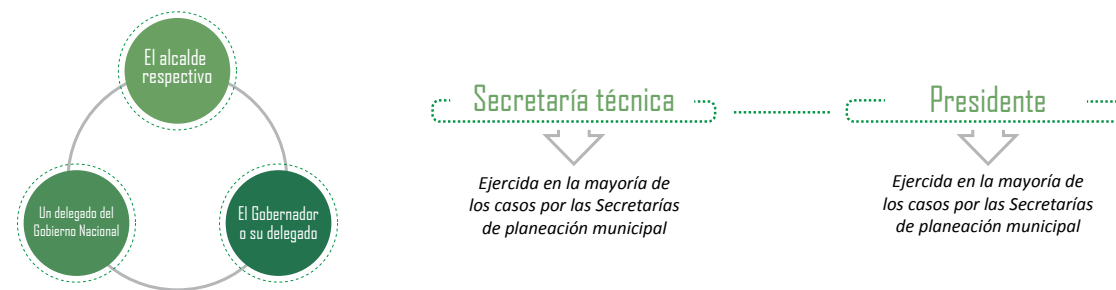 El alcalde
respectivo
Un delegado del
Gobierno Nacional
El Gobernador
o su delegado
Secretaría técnica
Ejercida en la mayoría de
los casos por las Secretarías
de planeación municipal
Presidente
Ejercida en la mayoría de
los casos por las Secretarías
de planeación municipal